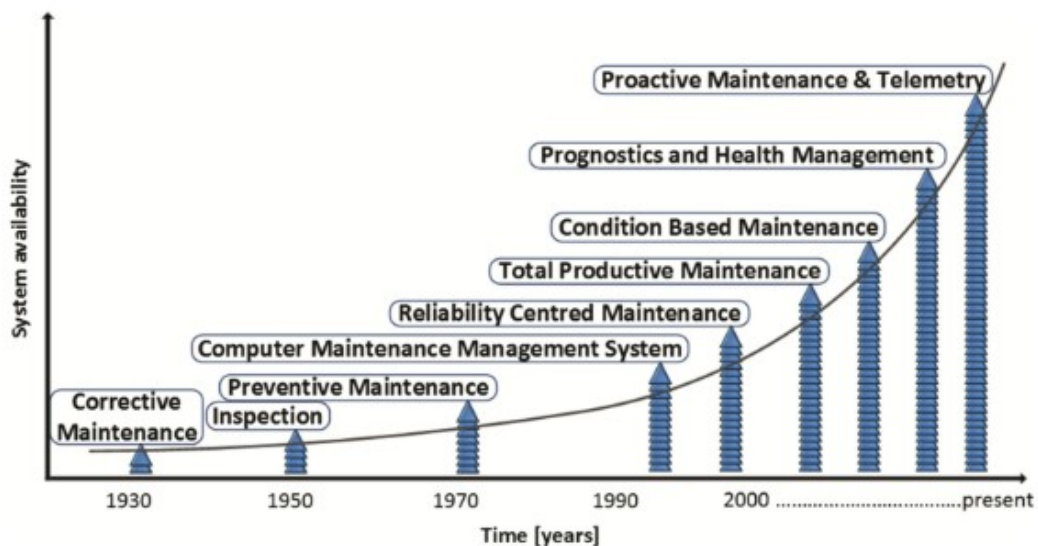 Proactive Maintenance & Telemetry
Prognostics and Health Management
Condition Based Maintenance
Total Productive Maintenance
Reliability Centred Maintenance
Computer Maintenance Management System
Preventive Maintenance
Corrective
Maintenance
Inspection
System availability
1930 1950 1970 1990 2000 ....................................present
Time [years]